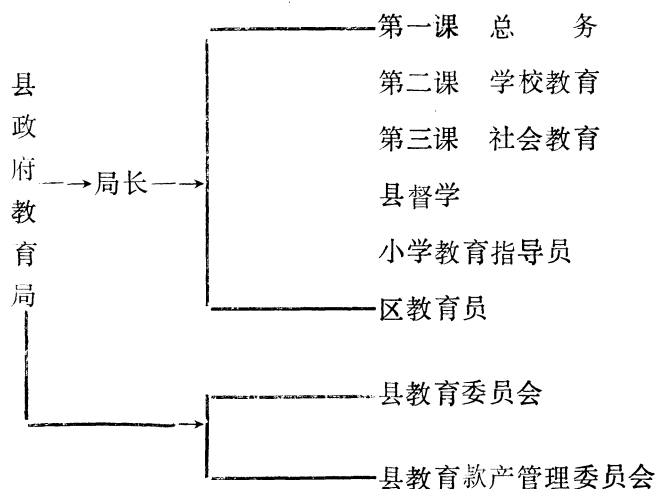 县政府教育局
局长
第一课 总 务
第二课 学校教育
第三课 社会教育
县督学
小学教育指导员
区教育员
县教育委员会
县教育款产管理委员会